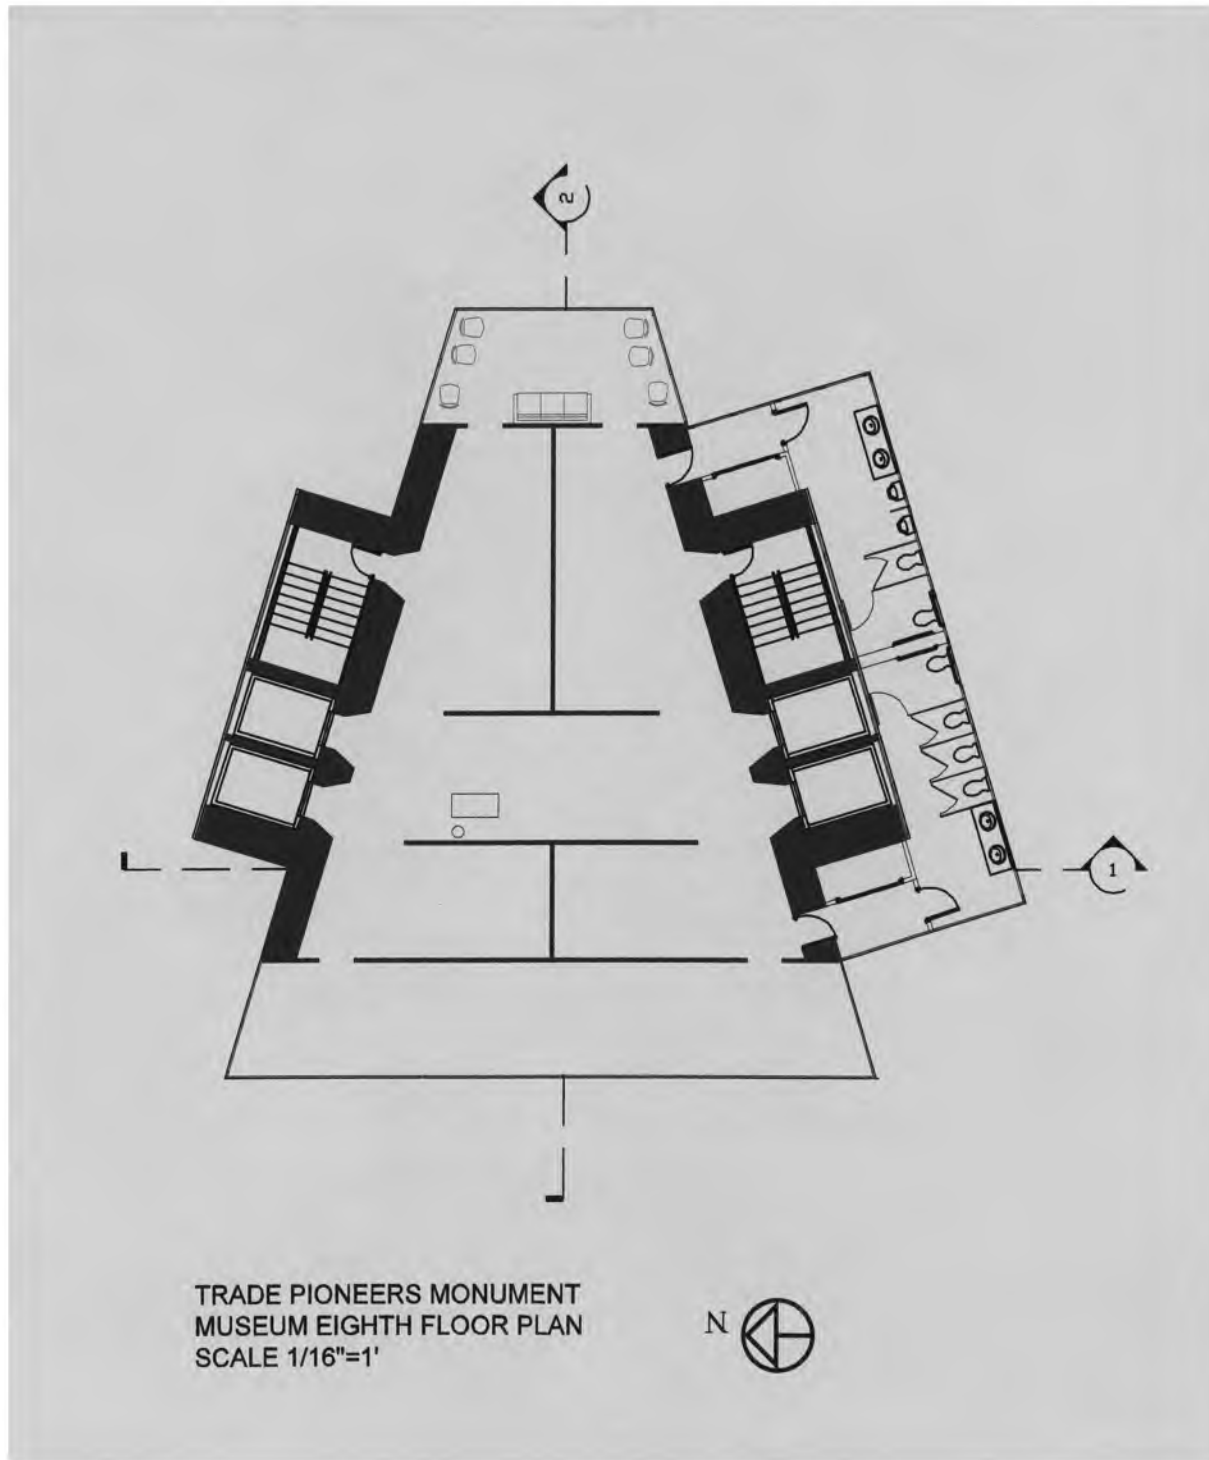 2
1
TRADE PIONEERS MONUMENT
MUSEUM EIGHTH FLOOR PLAN
SCALE 1/16"=1'
N